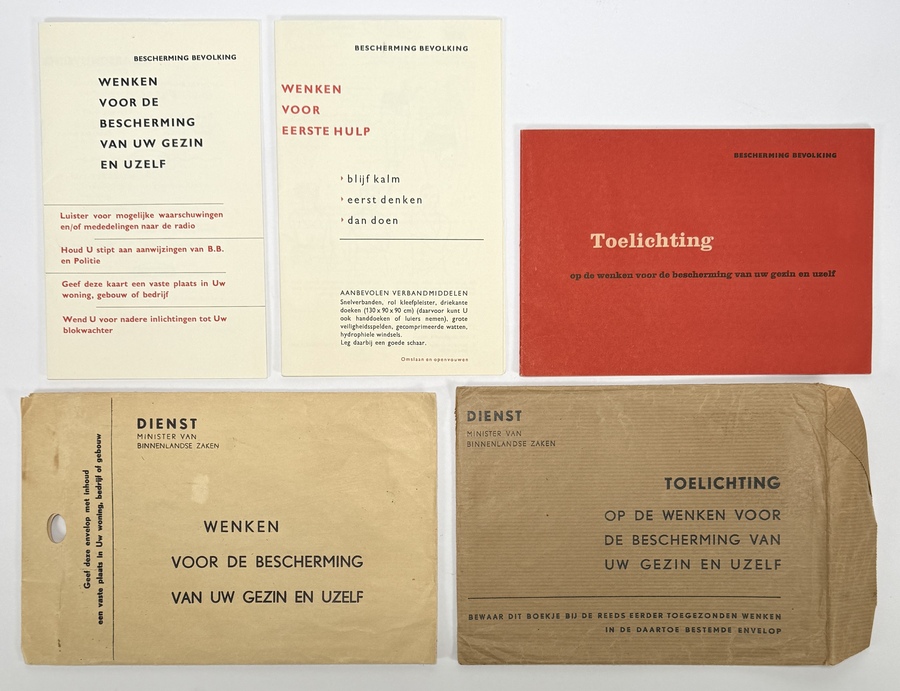 BESCHERMING BEVOLKING
WENKEN
VOOR DE
BESCHERMING
VAN UW GEZIN
EN UZELF
Luister voor mogelijke waarschuwingen
en/of mededelingen naar de radio
Houd U stipt aan aanwijzingen van B.B.
en Politie
Geef deze kaart een vaste plaats in Uw
woning, gebouw of bedrijf
Wend U voor nadere inlichtingen tot Uw
blokwachter
BESCHERMING BEVOLKING
WENKEN
VOOR
EERSTE HULP
blijf kalm
eerst denken
dan doen
AANBEVOLEN VERBANDMIDDELEN
Snelverbanden, rol kleefpleister, driekante
doeken (130 x 90 x 90 cm) (daarvoor kunt U
ook handdoeken of luiers nemen), grote
veiligheidsspelden, gecomprimeerde watten,
hydrophiele windsels.
Leg daarbij een goede schaar.
Omslaan en openvouwen
BESCHERMING BEVOLKING
Toelichting
op de wenken voor de bescherming van uw gezin en uzelf
Geef deze envelop met inhoud
een vaste plaats in Uw woning, bedrijf of gebouw
DIENST
MINISTER VAN
BINNENLANDSE ZAKEN
WENKEN
VOOR DE BESCHERMING
VAN UW GEZIN EN UZELF
DIENST
MINISTER VAN
BINNENLANDSE ZAKEN
TOELICHTING
OP DE WENKEN VOOR
DE BESCHERMING VAN
UW GEZIN EN UZELF
BEWAAR DIT BOEKJE BIJ DE REEDS EERDER TOEGEZONDEN WENKEN
IN DE DAARTOE BESTEMDE ENVELOP